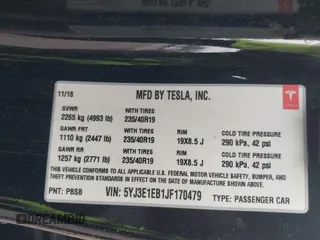 11/18
MFD BY TESLA, INC.
TESLA
GVWR
2265 kg (4993 lb)
WITH TIRES
235/40R19
GAWR FRT
1110 kg (2447 lb)
WITH TIRES
235/40R19
RIM
19X8.5 J
COLD TIRE PRESSURE
290 kPa, 42 psi
GAWR RR
1257 kg (2771 lb)
WITH TIRES
235/40R19
RIM
19X8.5 J
COLD TIRE PRESSURE
290 kPa, 42 psi
THIS VEHICLE CONFORMS TO ALL APPLICABLE U.S. FEDERAL MOTOR VEHICLE SAFETY, BUMPER, AND
THEFT PREVENTION STANDARDS IN EFFECT ON THE DATE OF MANUFACTURE SHOWN ABOVE.
PNT: PBSB
VIN: 5YJ3E1EB1JF170479
TYPE: PASSENGER CAR
DREAMBID